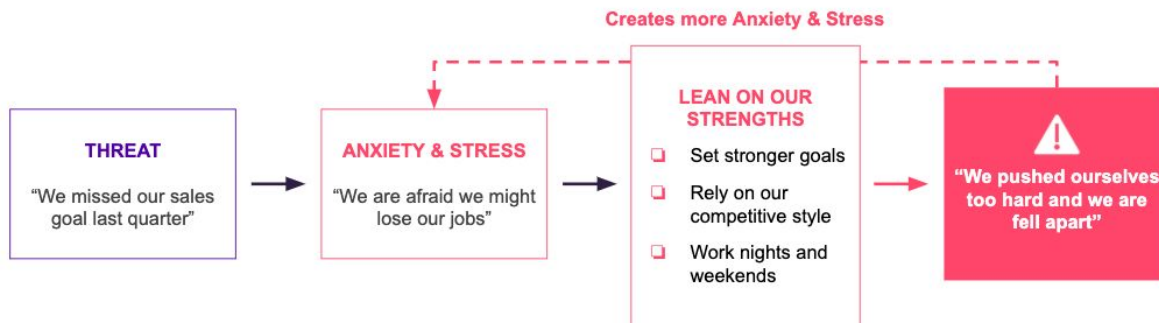 Creates more Anxiety & Stress
THREAT
“We missed our sales
goal last quarter”
ANXIETY & STRESS
“We are afraid we might
lose our jobs”
LEAN ON OUR
STRENGTHS
Set stronger goals
Rely on our
competitive style
Work nights and
weekends
“We pushed ourselves
too hard and we are
fell apart”